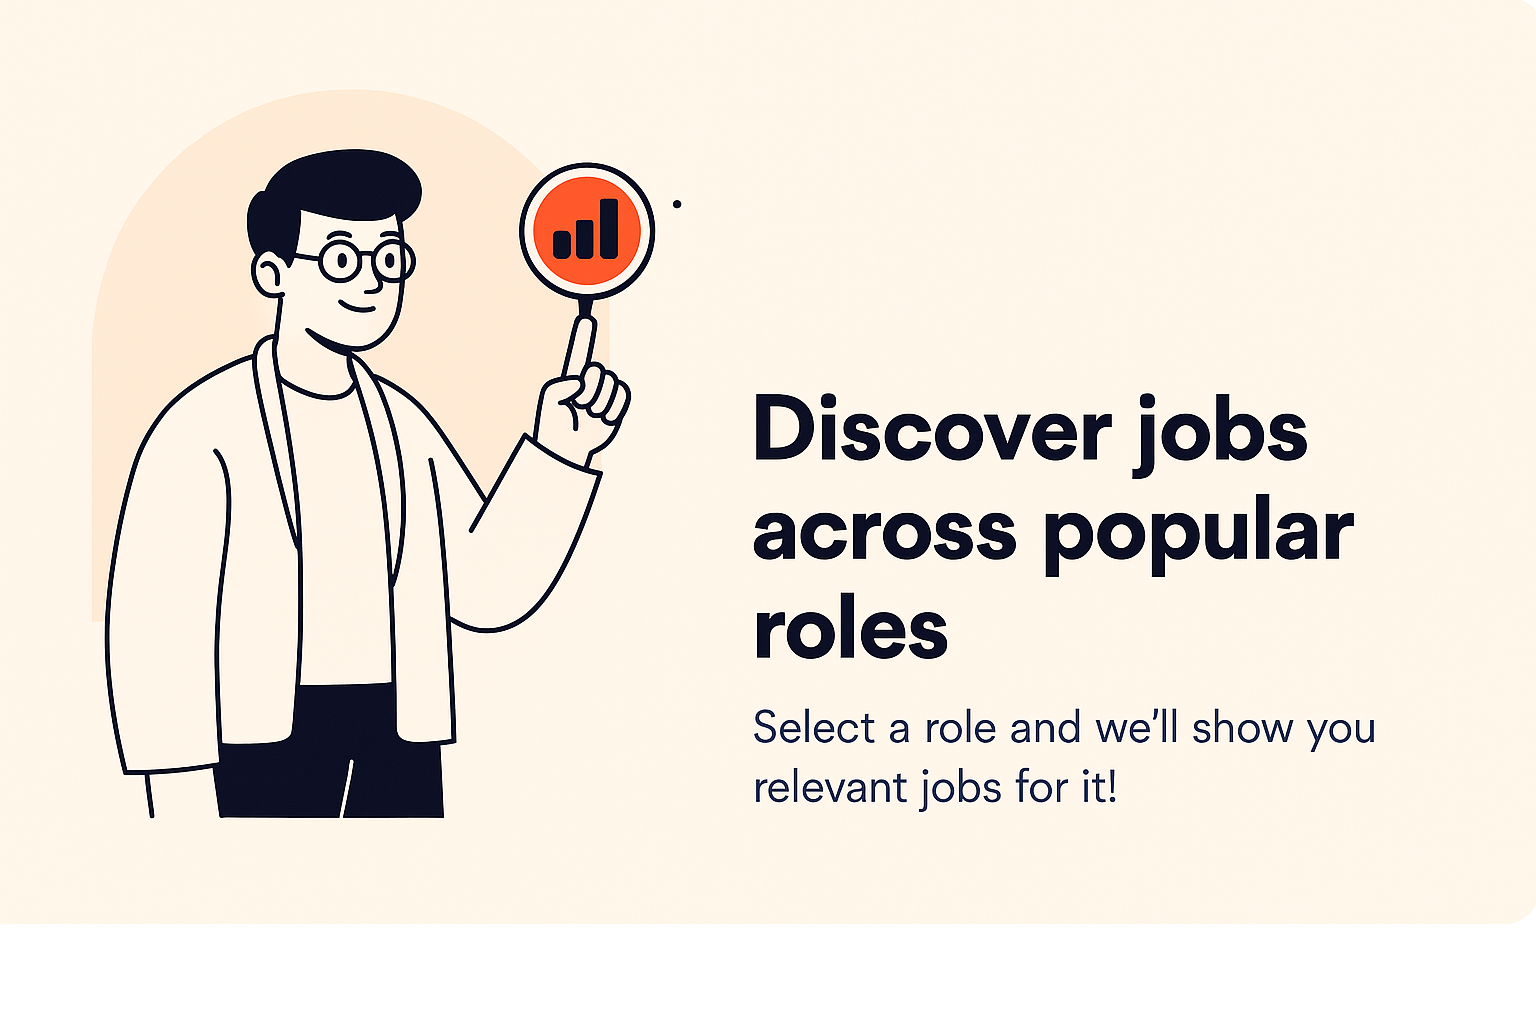 Discover jobs
across popular
roles
Select a role and we’ll show you
relevant jobs for it!